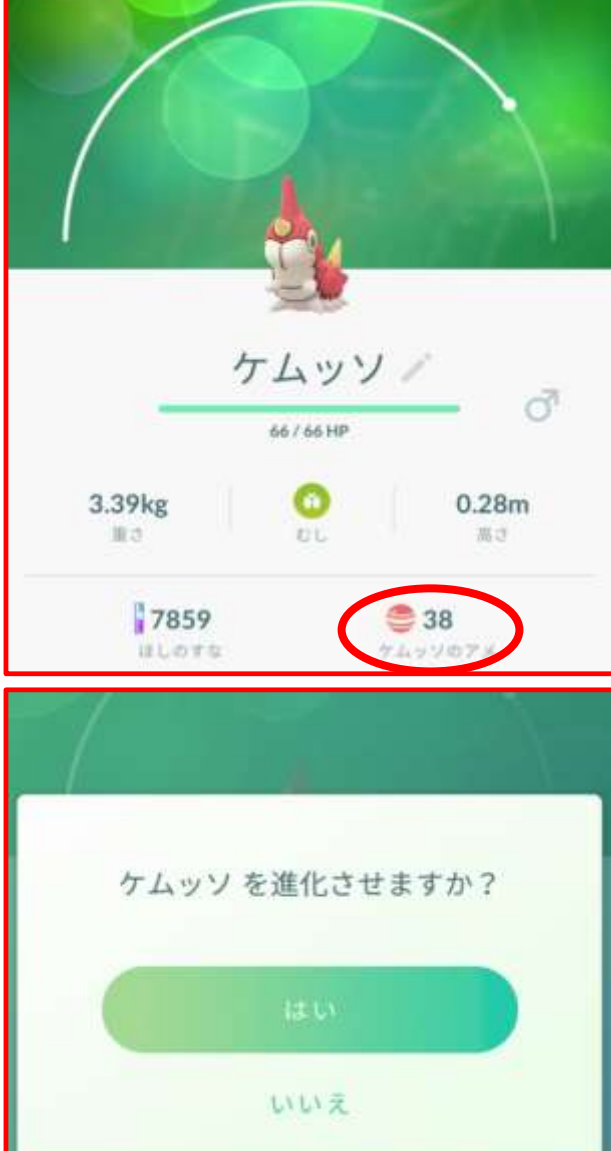 ケムッソ
66 / 66 HP
3.39kg
重さ
むし
0.28m
高さ
7859
ほしのすな
38
ケムッソのアメ
ケムッソ を進化させますか？
はい
いいえ